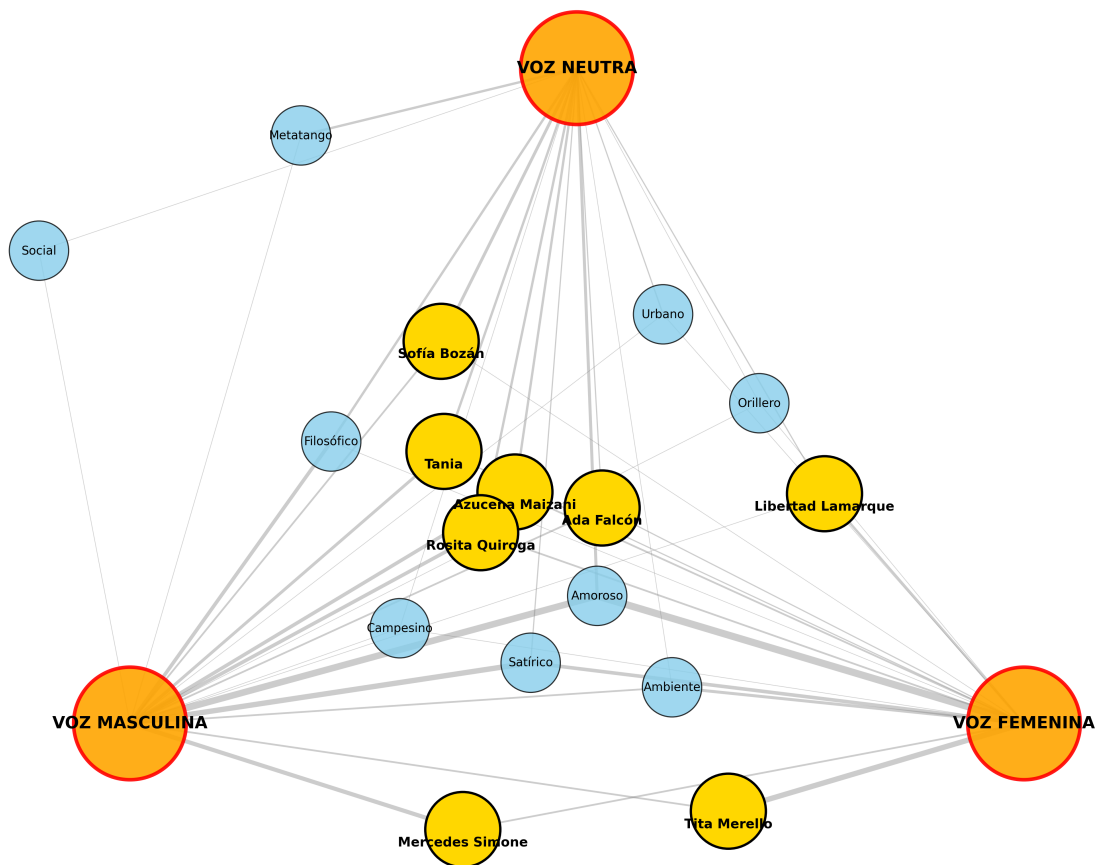 VOZ NEUTRA
Metatango
Social
Urbano
Sofía Bozán
Orillero
Filosófico
Tania
Azucena Maizani
Libertad Lamarque
Ada Falcón
Rosita Quiroga
Amoroso
Campesino
Satírico
Ambiente
VOZ MASCULINA
VOZ FEMENINA
Tita Merello
Mercedes Simone